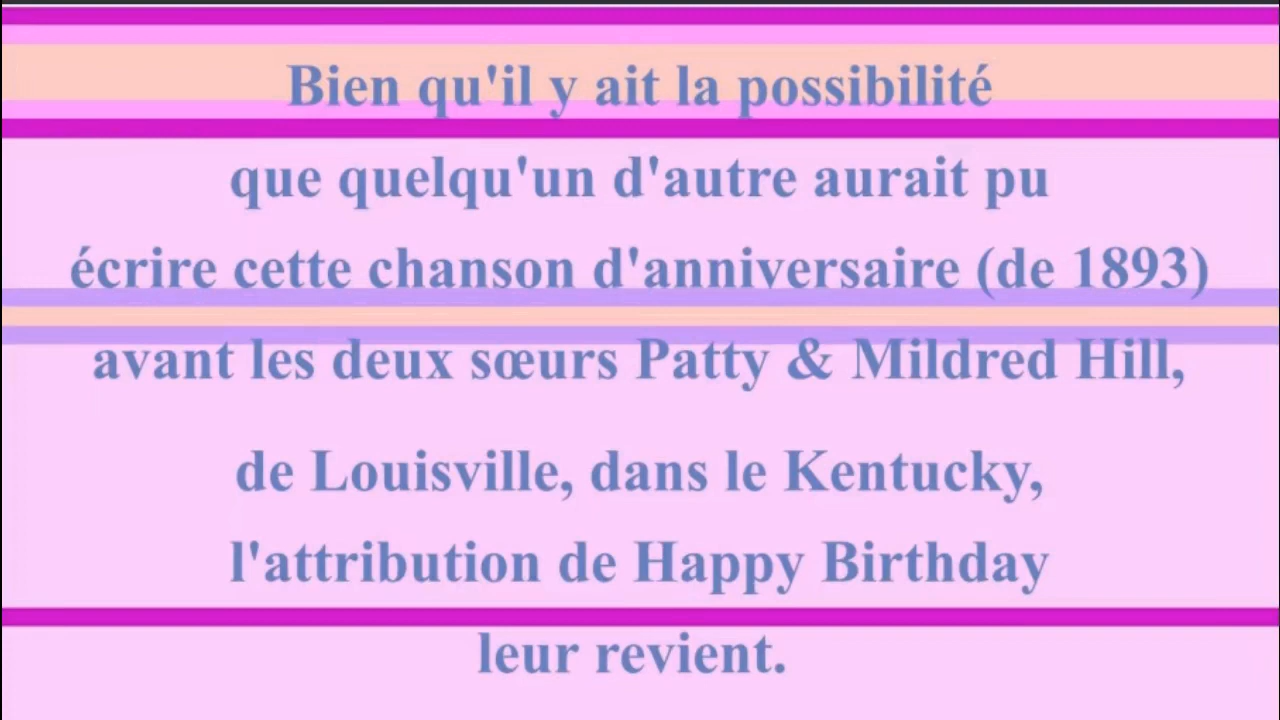 Bien qu'il y ait la possibilité
que quelqu'un d'autre aurait pu
écrire cette chanson d'anniversaire (de 1893)
avant les deux sœurs Patty & Mildred Hill,
de Louisville, dans le Kentucky,
l'attribution de Happy Birthday
leur revient.